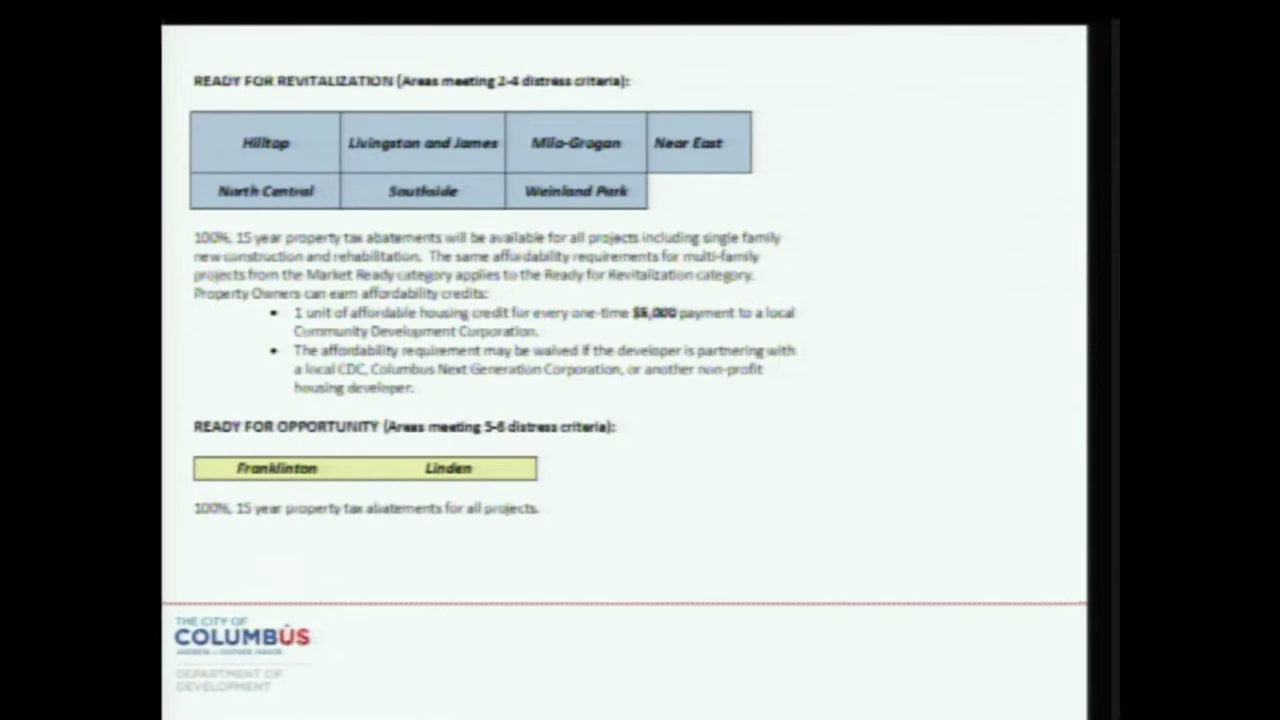 READY FOR REVITALIZATION (Areas meeting 2-4 distress criteria):
Hilltop Livingston and James Milo-Grogan Near East
North Central Southside Weinland Park
100%, 15 year property tax abatements will be available for all projects including single family
new construction and rehabilitation. The same affordability requirements for multi-family
projects from the Market Ready category applies to the Ready for Revitalization category.
Property Owners can earn affordability credits:
• 1 unit of affordable housing credit for every one-time $5,000 payment to a local
Community Development Corporation.
• The affordability requirement may be waived if the developer is partnering with
a local CDC, Columbus Next Generation Corporation, or another non-profit
housing developer.
READY FOR OPPORTUNITY (Areas meeting 5-6 distress criteria):
Franklinton Linden
100%, 15 year property tax abatements for all projects.
THE CITY OF
COLUMBUS
ANDREW J. GINTHER, MAYOR
DEPARTMENT OF
DEVELOPMENT